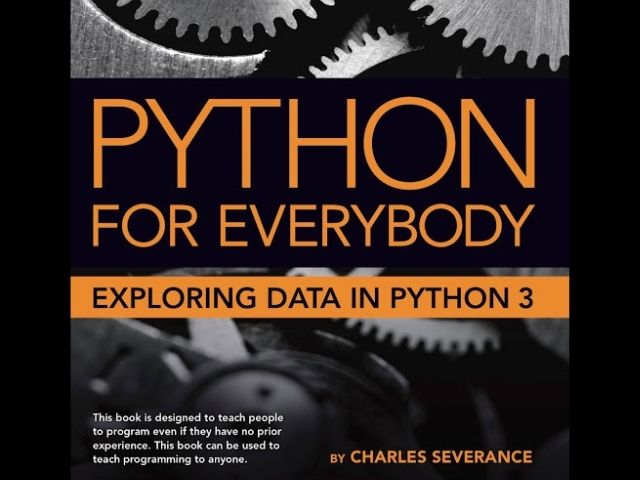 PYTHON
FOR EVERYBODY
EXPLORING DATA IN PYTHON 3
This book is designed to teach people
to program even if they have no prior
experience. This book can be used to
teach programming to anyone.
BY CHARLES SEVERANCE